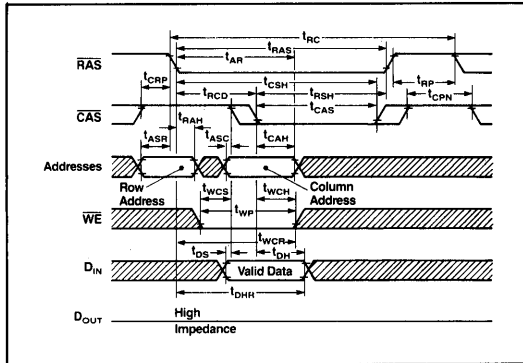 tRC
tRAS
tAR
RAS
tCRP
tCSH
tRP
tRCD
tRSH
tCPN
CAS
tRAH
tASC
tCAS
tASR
tCAH
Addresses
Row
Address
Column
Address
tWCS
tWCH
tWP
WE
tWCR
tDS
tDH
DIN
Valid Data
tDHR
DOUT
High
Impedance